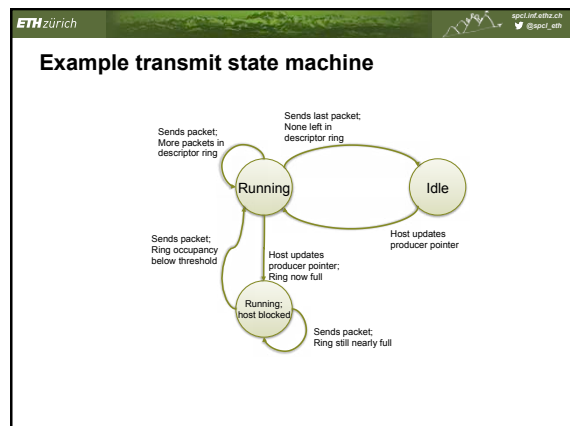 ETHzürich
spcl.inf.ethz.ch
@spcl_eth
Example transmit state machine
Sends last packet;
None left in
descriptor ring
Sends packet;
More packets in
descriptor ring
Running
Idle
Host updates
producer pointer
Sends packet;
Ring occupancy
below threshold
Host updates
producer pointer;
Ring now full
Running;
host blocked
Sends packet;
Ring still nearly full